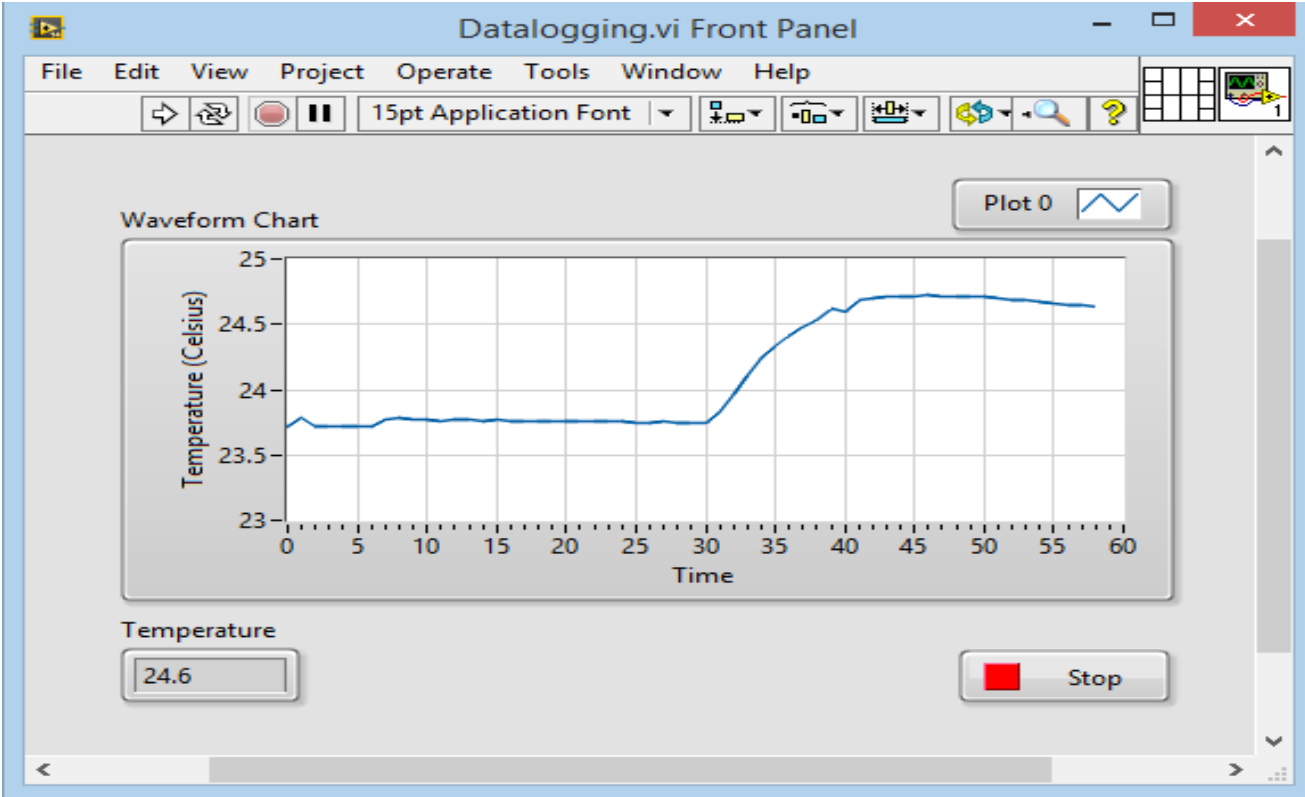 Datalogging.vi Front Panel
File Edit View Project Operate Tools Window Help
15pt Application Font
1
Plot 0
Waveform Chart
25
24.5
24
23.5
23
Temperature (Celsius)
0 5 10 15 20 25 30 35 40 45 50 55 60
Time
Temperature
24.6
Stop